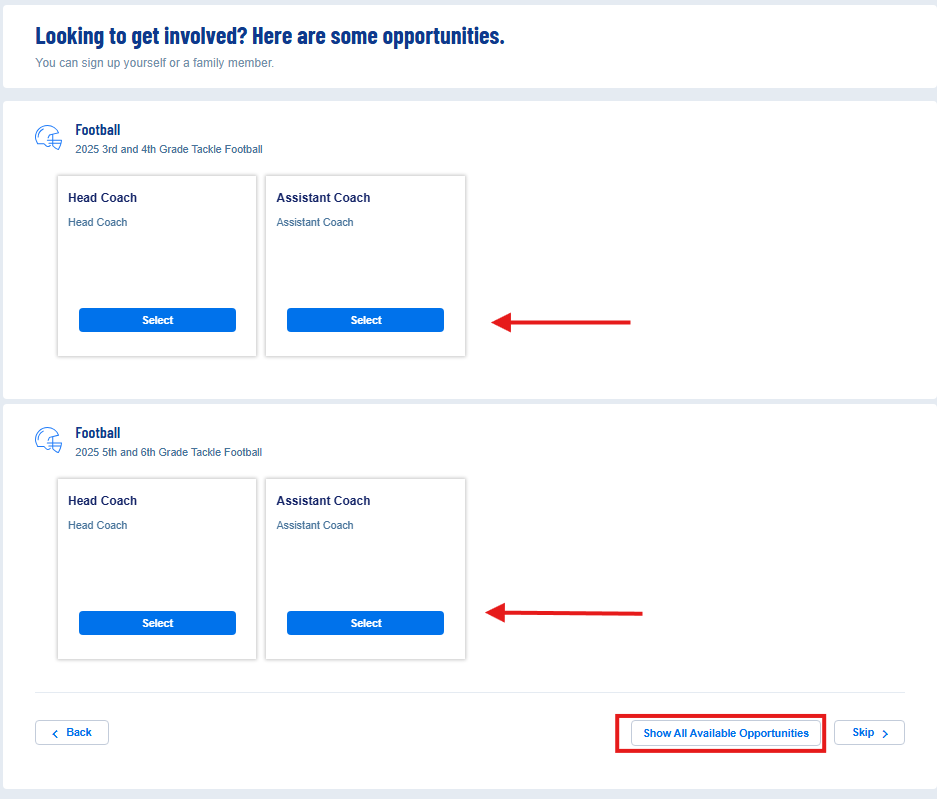 Looking to get involved? Here are some opportunities.
You can sign up yourself or a family member.
Football
2025 3rd and 4th Grade Tackle Football
Head Coach
Head Coach
Select
Assistant Coach
Assistant Coach
Select
Football
2025 5th and 6th Grade Tackle Football
Head Coach
Head Coach
Select
Assistant Coach
Assistant Coach
Select
Back
Show All Available Opportunities
Skip